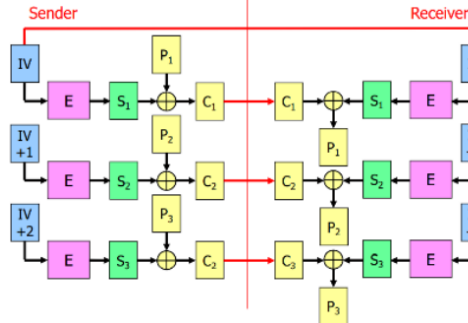 Sender Receiver
IV P₁
E S₁ C₁ C₁ S₁ E
P₁
IV P₂
+1
E S₂ C₂ C₂ S₂ E
P₂
IV P₃
+2
E S₃ C₂ C₃ S₃ E
P₃